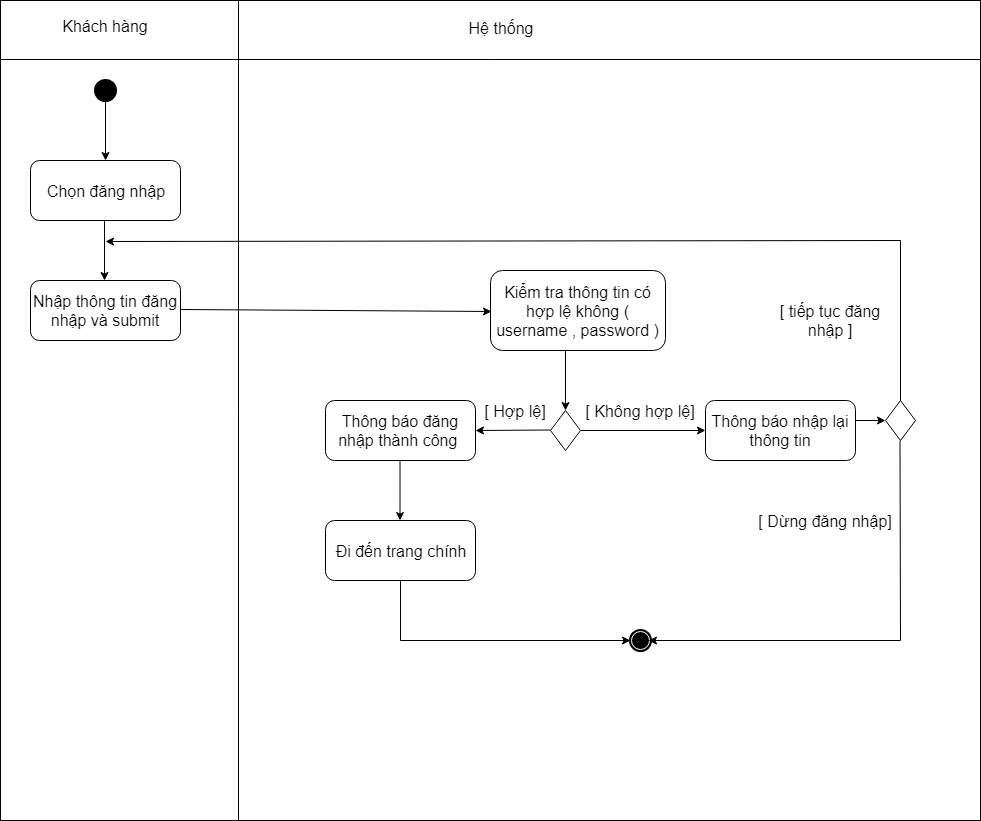 Khách hàng
Hệ thống
Chọn đăng nhập
Nhập thông tin đăng
nhập và submit
Kiểm tra thông tin có
hợp lệ không (
username , password )
[ tiếp tục đăng
nhập ]
[ Hợp lệ]
[ Không hợp lệ]
Thông báo đăng
nhập thành công
Thông báo nhập lại
thông tin
[ Dừng đăng nhập]
Đi đến trang chính